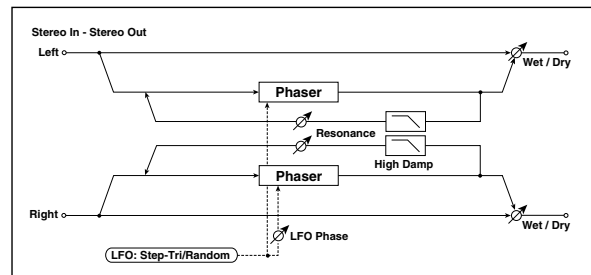 Stereo In - Stereo Out
Left
Wet / Dry
Phaser
Resonance
High Damp
Phaser
Right
Wet / Dry
LFO Phase
LFO: Step-Tri/Random